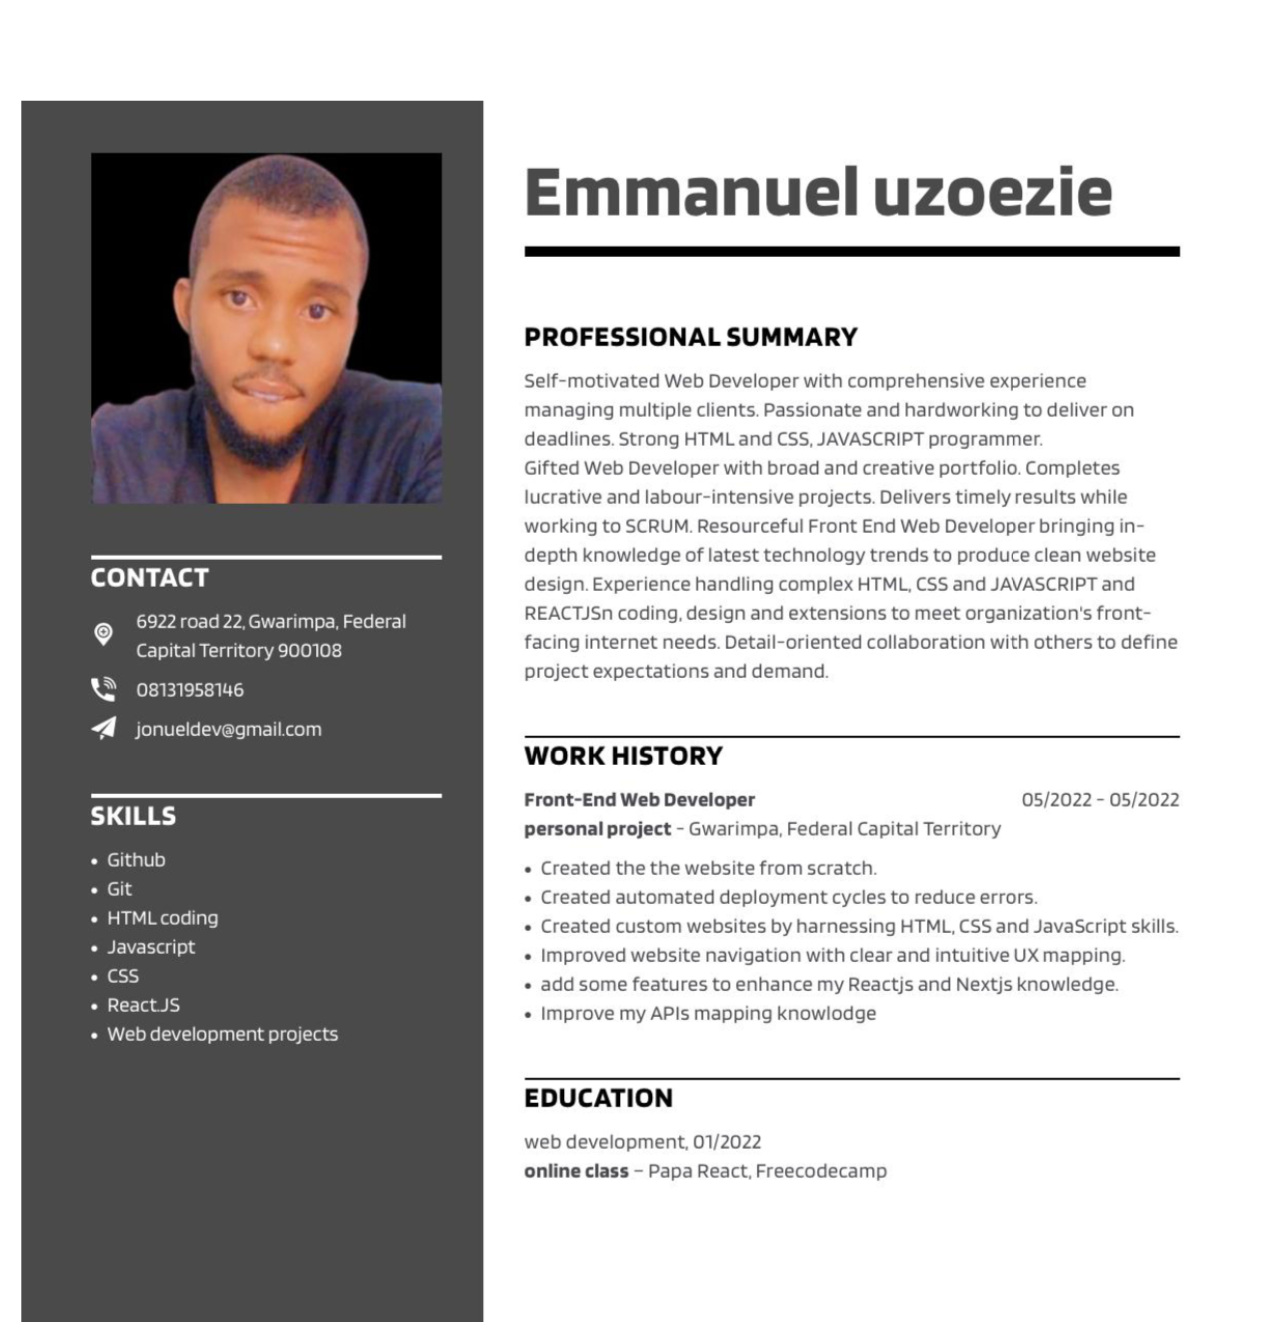 Emmanuel uzoezie
CONTACT
6922 road 22, Gwarimpa, Federal
Capital Territory 900108
08131958146
jonueldev@gmail.com
SKILLS
• Github
• Git
• HTML coding
• Javascript
• CSS
• React.JS
• Web development projects
PROFESSIONAL SUMMARY
Self-motivated Web Developer with comprehensive experience
managing multiple clients. Passionate and hardworking to deliver on
deadlines. Strong HTML and CSS, JAVASCRIPT programmer.
Gifted Web Developer with broad and creative portfolio. Completes
lucrative and labour-intensive projects. Delivers timely results while
working to SCRUM. Resourceful Front End Web Developer bringing in-
depth knowledge of latest technology trends to produce clean website
design. Experience handling complex HTML, CSS and JAVASCRIPT and
REACTJSn coding, design and extensions to meet organization's front-
facing internet needs. Detail-oriented collaboration with others to define
project expectations and demand.
WORK HISTORY
Front-End Web Developer 05/2022 - 05/2022
personal project - Gwarimpa, Federal Capital Territory
• Created the the website from scratch.
• Created automated deployment cycles to reduce errors.
• Created custom websites by harnessing HTML, CSS and JavaScript skills.
• Improved website navigation with clear and intuitive UX mapping.
• add some features to enhance my Reactjs and Nextjs knowledge.
• Improve my APIs mapping knowlodge
EDUCATION
web development, 01/2022
online class – Papa React, Freecodecamp